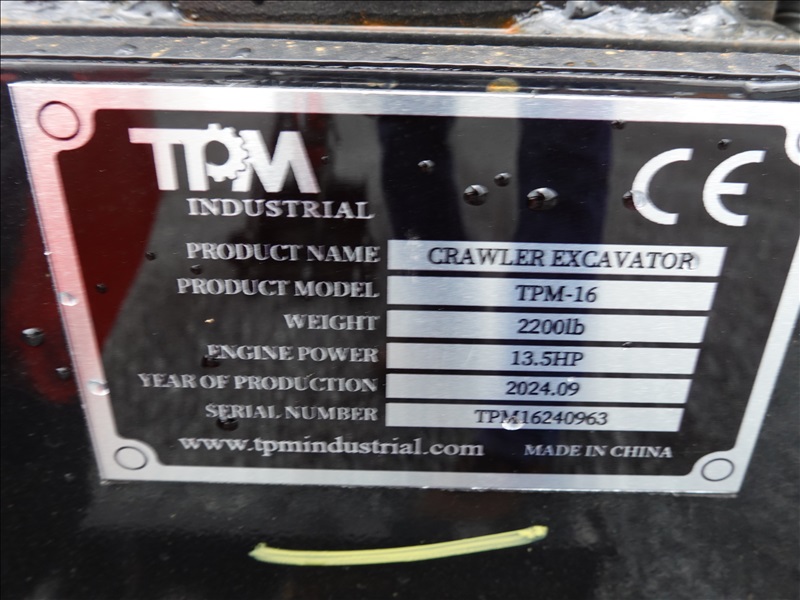 TPM
INDUSTRIAL
CE
PRODUCT NAME CRAWLER EXCAVATOR
PRODUCT MODEL TPM-16
WEIGHT 2200lb
ENGINE POWER 13.5HP
YEAR OF PRODUCTION 2024.09
SERIAL NUMBER TPM16240963
www.tpmindustrial.com MADE IN CHINA